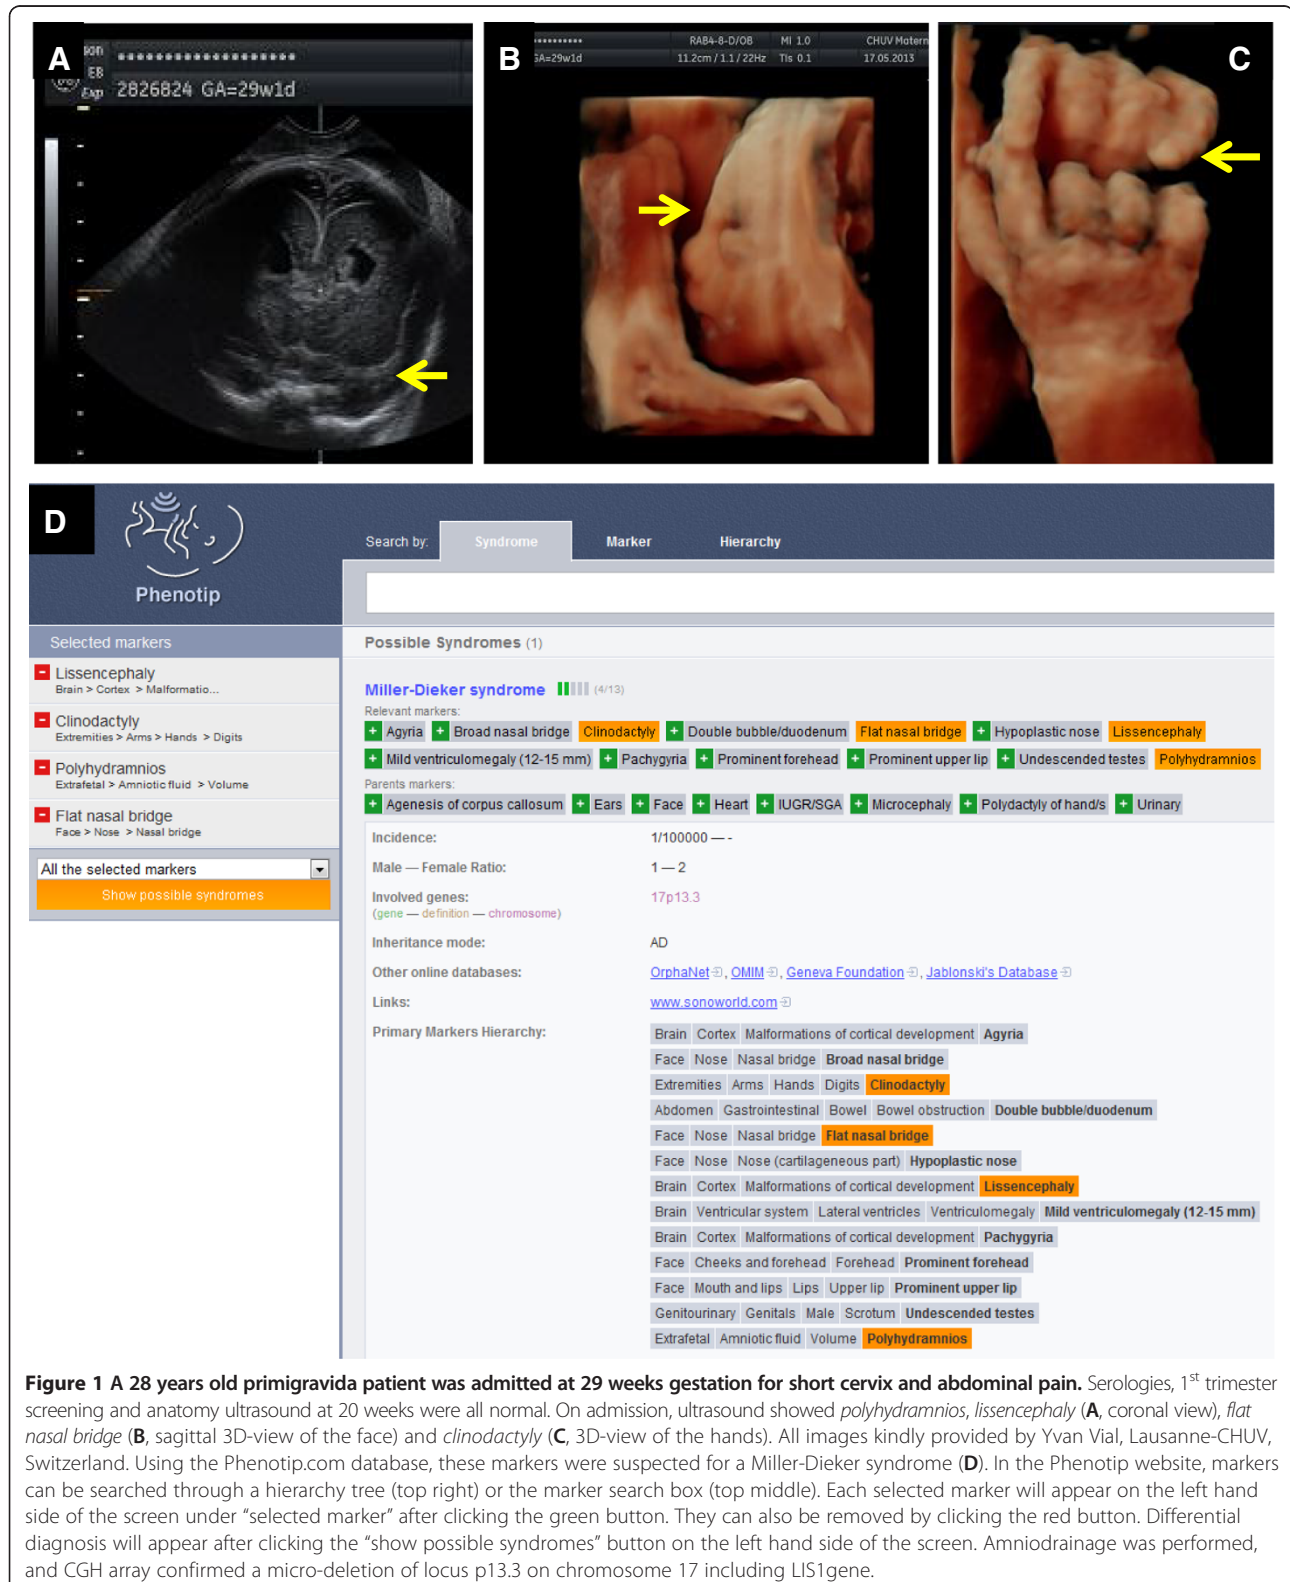 A
son
EB
Exp
2826824 GA=29w1d
B
RAB4-8-D/OB MI 1.0 CHUV Matern
GA=29w1d 11.2cm / 1.1 / 22Hz TIs 0.1 17.05.2013
C
D
Phenotip
Search by: Syndrome Marker Hierarchy
Selected markers
- Lissencephaly
Brain > Cortex > Malformatio...
- Clinodactyly
Extremities > Arms > Hands > Digits
- Polyhydramnios
Extrafetal > Amniotic fluid > Volume
- Flat nasal bridge
Face > Nose > Nasal bridge
All the selected markers
Show possible syndromes
Possible Syndromes (1)
Miller-Dieker syndrome (4/13)
Relevant markers:
+ Agyria + Broad nasal bridge Clinodactyly + Double bubble/duodenum Flat nasal bridge + Hypoplastic nose Lissencephaly
+ Mild ventriculomegaly (12-15 mm) + Pachygyria + Prominent forehead + Prominent upper lip + Undescended testes Polyhydramnios
Parents markers:
+ Agenesis of corpus callosum + Ears + Face + Heart + IUGR/SGA + Microcephaly + Polydactyly of hand/s + Urinary
Incidence: 1/100000 — -
Male — Female Ratio: 1 — 2
Involved genes: 17p13.3
(gene — definition — chromosome)
Inheritance mode: AD
Other online databases: OrphaNet, OMIM, Geneva Foundation, Jablonski's Database
Links: www.sonoworld.com
Primary Markers Hierarchy: Brain Cortex Malformations of cortical development Agyria
Face Nose Nasal bridge Broad nasal bridge
Extremities Arms Hands Digits Clinodactyly
Abdomen Gastrointestinal Bowel Bowel obstruction Double bubble/duodenum
Face Nose Nasal bridge Flat nasal bridge
Face Nose Nose (cartilageneous part) Hypoplastic nose
Brain Cortex Malformations of cortical development Lissencephaly
Brain Ventricular system Lateral ventricles Ventriculomegaly Mild ventriculomegaly (12-15 mm)
Brain Cortex Malformations of cortical development Pachygyria
Face Cheeks and forehead Forehead Prominent forehead
Face Mouth and lips Lips Upper lip Prominent upper lip
Genitourinary Genitals Male Scrotum Undescended testes
Extrafetal Amniotic fluid Volume Polyhydramnios
Figure 1 A 28 years old primigravida patient was admitted at 29 weeks gestation for short cervix and abdominal pain. Serologies, 1st trimester
screening and anatomy ultrasound at 20 weeks were all normal. On admission, ultrasound showed polyhydramnios, lissencephaly (A, coronal view), flat
nasal bridge (B, sagittal 3D-view of the face) and clinodactyly (C, 3D-view of the hands). All images kindly provided by Yvan Vial, Lausanne-CHUV,
Switzerland. Using the Phenotip.com database, these markers were suspected for a Miller-Dieker syndrome (D). In the Phenotip website, markers
can be searched through a hierarchy tree (top right) or the marker search box (top middle). Each selected marker will appear on the left hand
side of the screen under “selected marker” after clicking the green button. They can also be removed by clicking the red button. Differential
diagnosis will appear after clicking the “show possible syndromes” button on the left hand side of the screen. Amniodrainage was performed,
and CGH array confirmed a micro-deletion of locus p13.3 on chromosome 17 including LIS1gene.